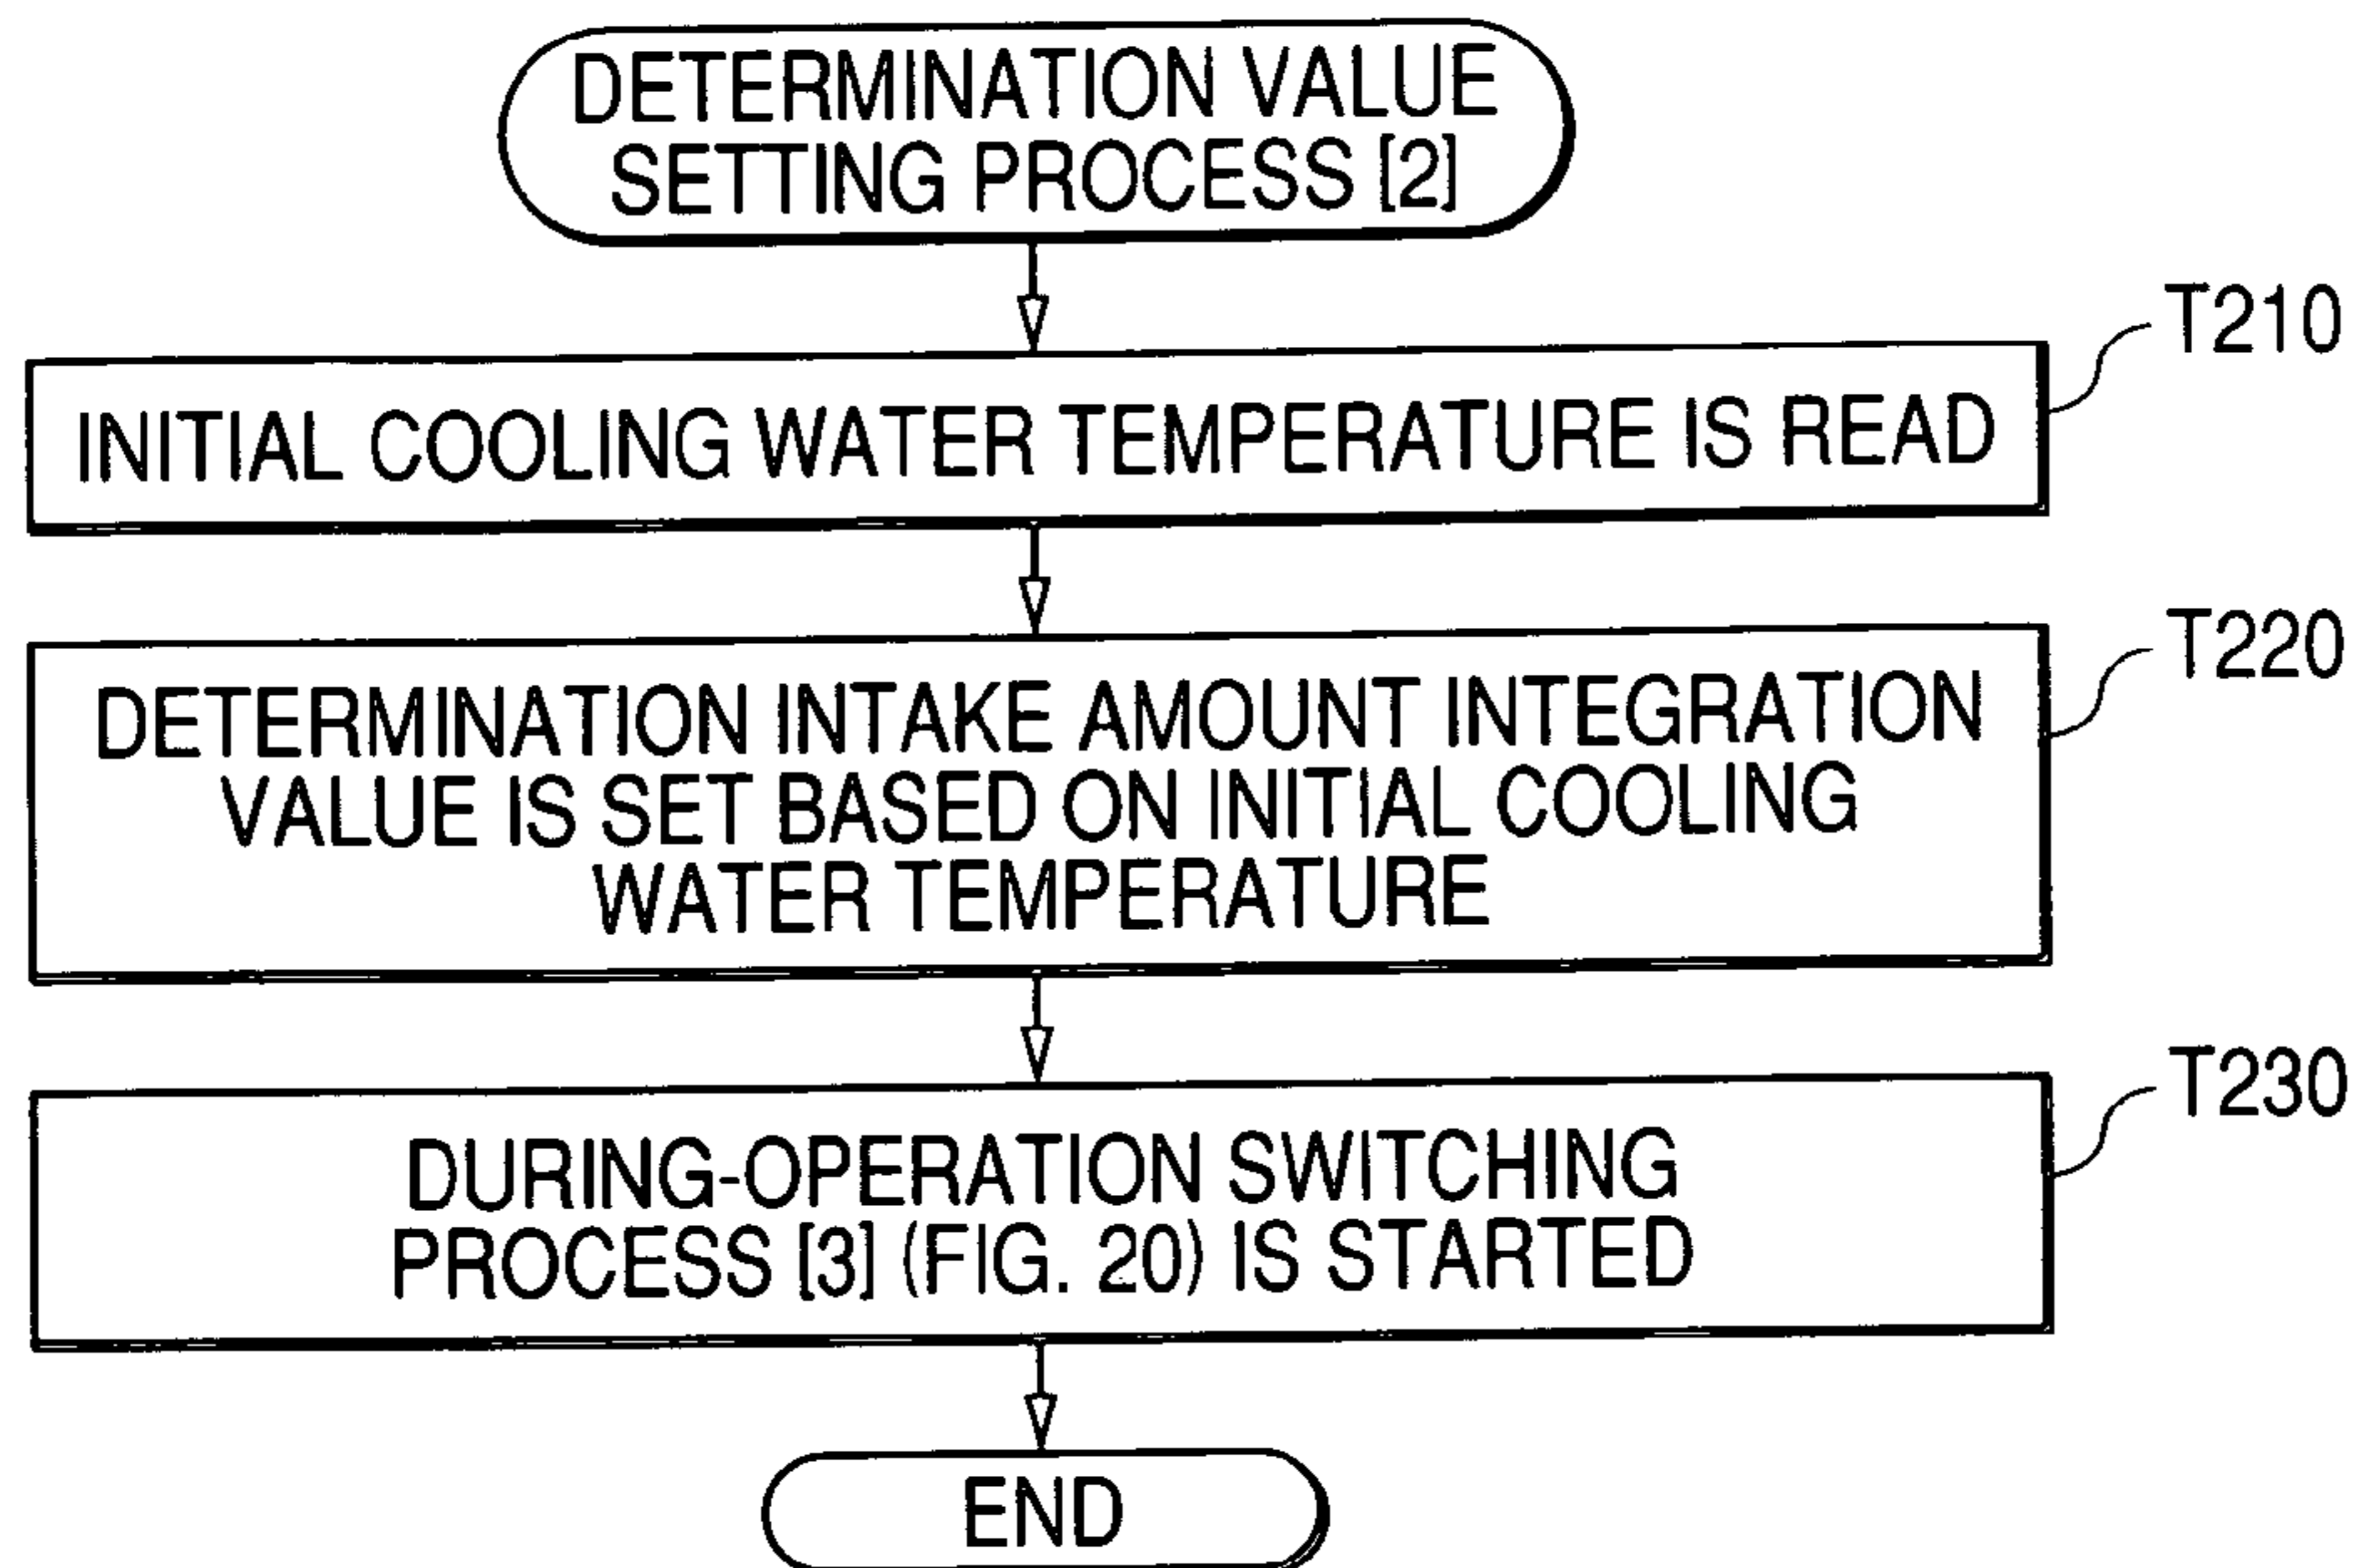 DETERMINATION VALUE
SETTING PROCESS [2]
T210
INITIAL COOLING WATER TEMPERATURE IS READ
T220
DETERMINATION INTAKE AMOUNT INTEGRATION
VALUE IS SET BASED ON INITIAL COOLING
WATER TEMPERATURE
T230
DURING-OPERATION SWITCHING
PROCESS [3] (FIG. 20) IS STARTED
END